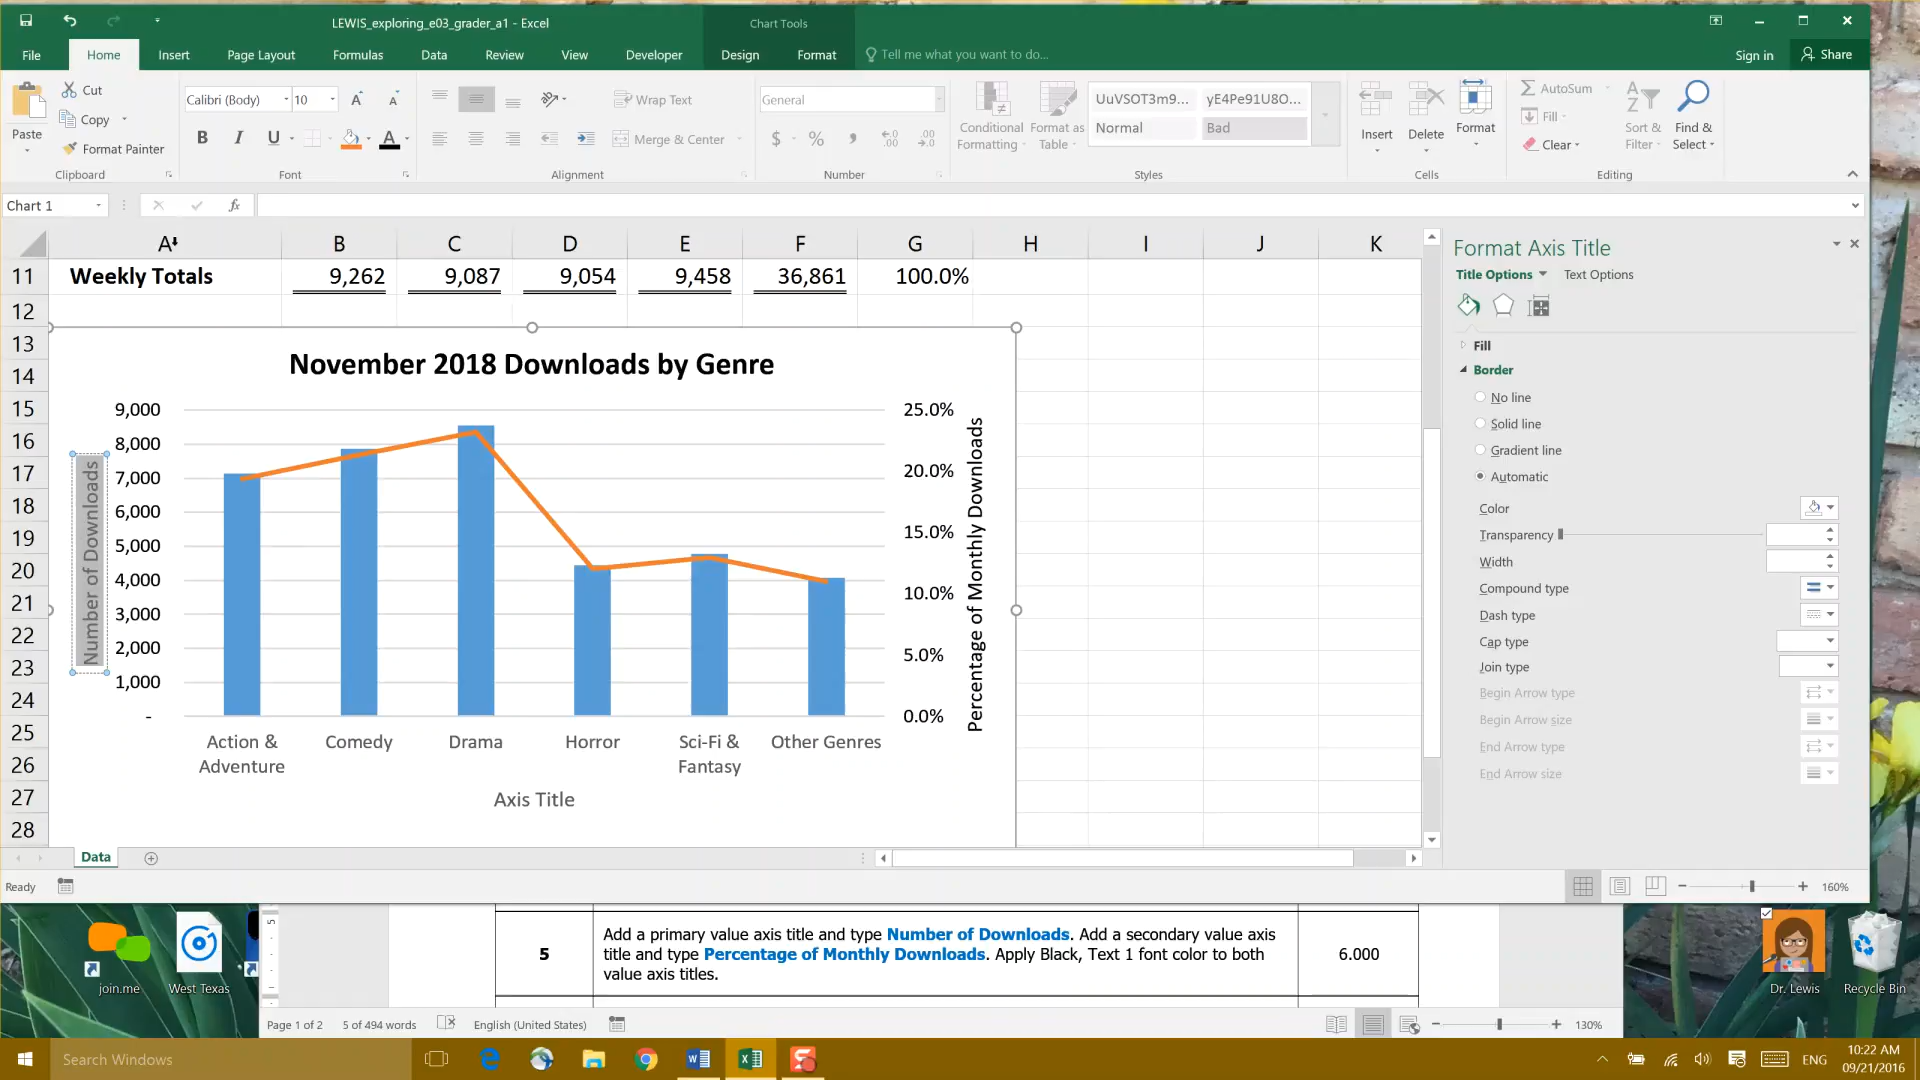 LEWIS_exploring_e03_grader_a1 - Excel
Chart Tools
File
Home
Insert
Page Layout
Formulas
Data
Review
View
Developer
Design
Format
Tell me what you want to do...
Sign in
Share
Paste
Cut
Copy
Format Painter
Clipboard
Calibri (Body)
10
B I U A
Font
Wrap Text
Merge & Center
Alignment
General
$ %
Number
Conditional Formatting
Format as Table
UuVSOT3m9...
yE4Pe91U8O...
Normal
Bad
Styles
Insert
Delete
Format
Cells
AutoSum
Fill
Clear
Sort & Filter
Find & Select
Editing
Chart 1
fx
A B C D E F G H I J K
11 Weekly Totals 9,262 9,087 9,054 9,458 36,861 100.0%
12
13
14
15
16
17
18
19
20
21
22
23
24
25
26
27
28
November 2018 Downloads by Genre
Number of Downloads
9,000
8,000
7,000
6,000
5,000
4,000
3,000
2,000
1,000
-
25.0%
20.0%
15.0%
10.0%
5.0%
0.0%
Percentage of Monthly Downloads
Action & Adventure
Comedy
Drama
Horror
Sci-Fi & Fantasy
Other Genres
Axis Title
Format Axis Title
Title Options
Text Options
Fill
Border
No line
Solid line
Gradient line
Automatic
Color
Transparency
Width
Compound type
Dash type
Cap type
Join type
Begin Arrow type
Begin Arrow size
End Arrow type
End Arrow size
Data
Ready
160%
join.me
West Texas
5
5
Add a primary value axis title and type Number of Downloads. Add a secondary value axis
title and type Percentage of Monthly Downloads. Apply Black, Text 1 font color to both
value axis titles.
6.000
Dr. Lewis
Recycle Bin
Page 1 of 2
5 of 494 words
English (United States)
130%
Search Windows
ENG
10:22 AM
09/21/2016